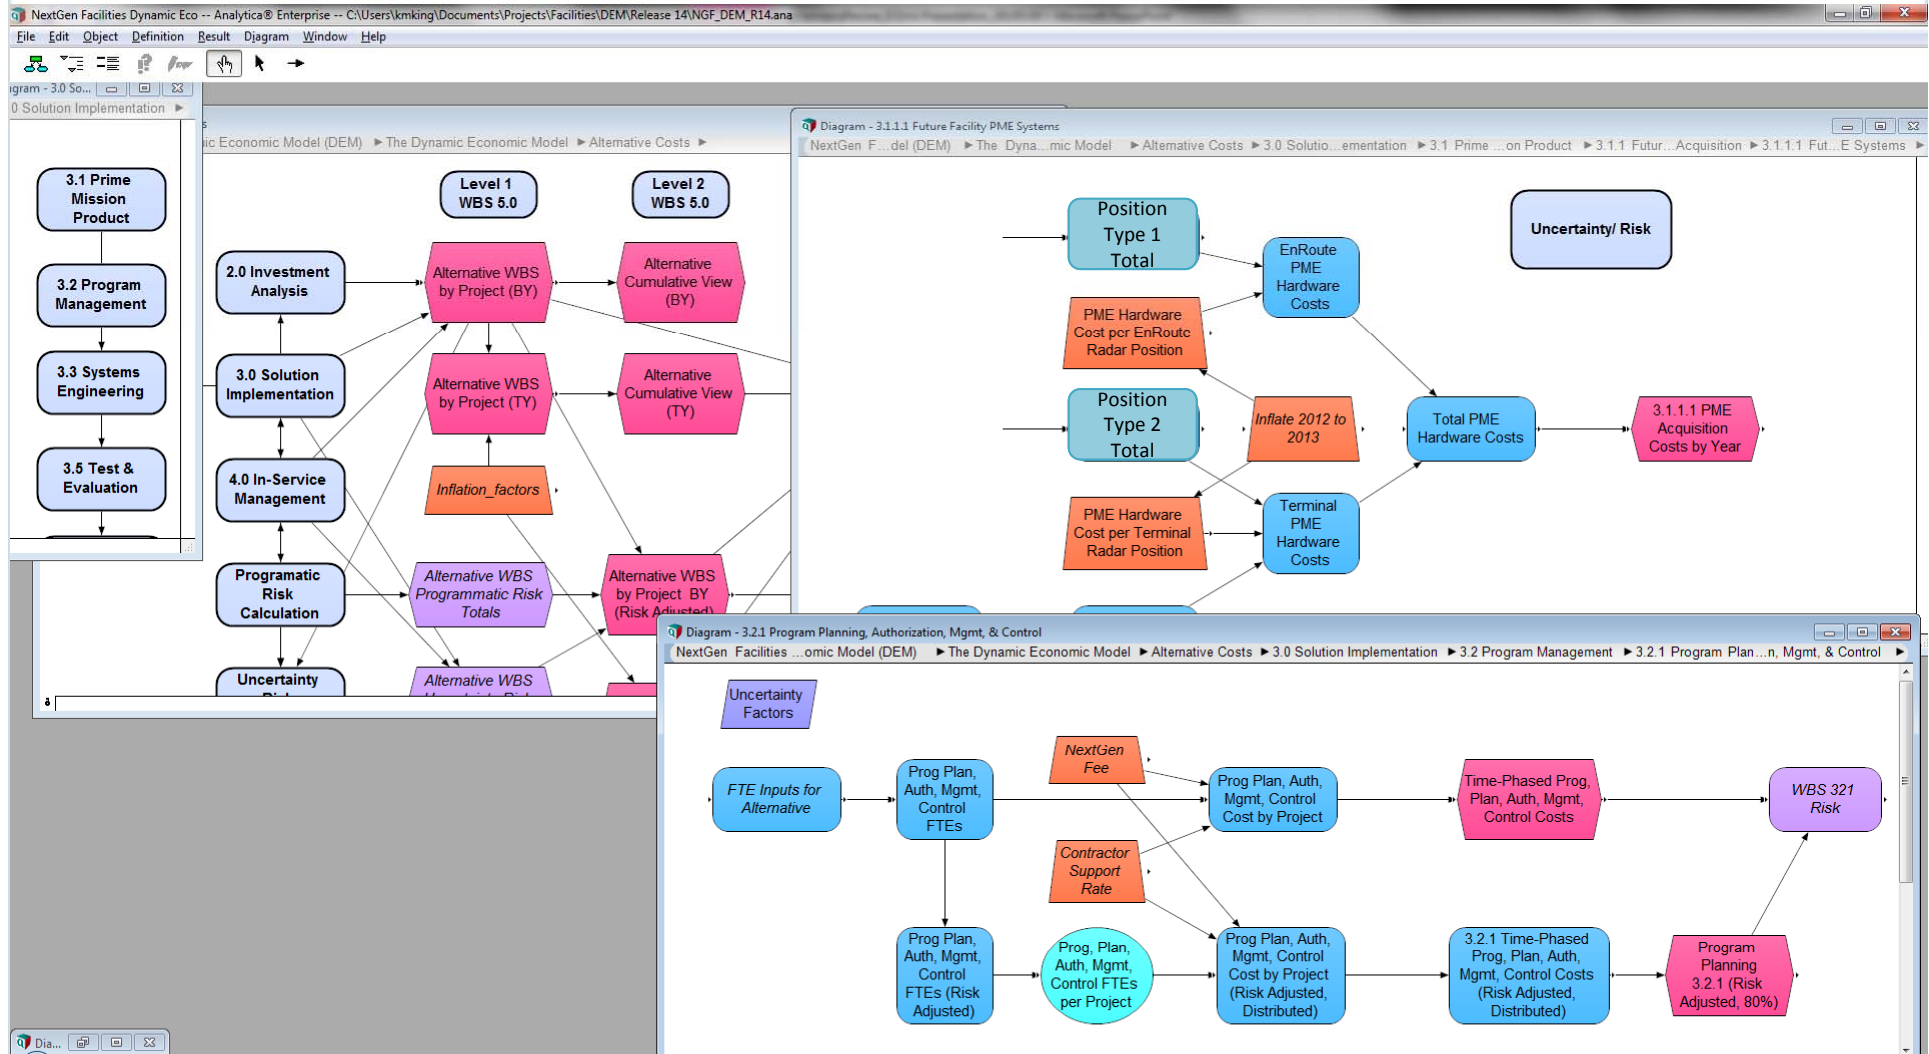 NextGen Facilities Dynamic Eco -- Analytica® Enterprise -- C:\Users\kmking\Documents\Projects\Facilities\DEM\Release 14\NGF_DEM_R14.ana
File Edit Object Definition Result Diagram Window Help
gram - 3.0 So...
0 Solution Implementation ►
3.1 Prime
Mission
Product
3.2 Program
Management
3.3 Systems
Engineering
3.5 Test &
Evaluation
s
ic Economic Model (DEM) ► The Dynamic Economic Model ► Alternative Costs ►
Level 1
WBS 5.0
Level 2
WBS 5.0
2.0 Investment
Analysis
Alternative WBS
by Project (BY)
Alternative
Cumulative View
(BY)
3.0 Solution
Implementation
Alternative WBS
by Project (TY)
Alternative
Cumulative View
(TY)
4.0 In-Service
Management
Inflation_factors
Programatic
Risk
Calculation
Alternative WBS
Programmatic Risk
Totals
Alternative WBS
by Project BY
(Risk Adjusted)
Uncertainty
Alternative WBS
Diagram - 3.1.1.1 Future Facility PME Systems
NextGen F...del (DEM) ► The Dyna...mic Model ► Alternative Costs ► 3.0 Solutio...ementation ► 3.1 Prime ...on Product ► 3.1.1 Futur...Acquisition ► 3.1.1.1 Fut...E Systems ►
Position
Type 1
Total
EnRoute
PME
Hardware
Costs
Uncertainty/ Risk
PME Hardware
Cost per EnRoute
Radar Position
Position
Type 2
Total
Inflate 2012 to
2013
Total PME
Hardware Costs
3.1.1.1 PME
Acquisition
Costs by Year
PME Hardware
Cost per Terminal
Radar Position
Terminal
PME
Hardware
Costs
Diagram - 3.2.1 Program Planning, Authorization, Mgmt, & Control
NextGen Facilities ...omic Model (DEM) ► The Dynamic Economic Model ► Alternative Costs ► 3.0 Solution Implementation ► 3.2 Program Management ► 3.2.1 Program Plan...n, Mgmt, & Control ►
Uncertainty
Factors
FTE Inputs for
Alternative
Prog Plan,
Auth, Mgmt,
Control
FTEs
NextGen
Fee
Prog Plan, Auth,
Mgmt, Control
Cost by Project
Time-Phased Prog,
Plan, Auth, Mgmt,
Control Costs
WBS 321
Risk
Contractor
Support
Rate
Prog Plan,
Auth, Mgmt,
Control
FTEs (Risk
Adjusted)
Prog, Plan,
Auth, Mgmt,
Control FTEs
per Project
Prog Plan, Auth,
Mgmt, Control
Cost by Project
(Risk Adjusted,
Distributed)
3.2.1 Time-Phased
Prog, Plan, Auth,
Mgmt, Control Costs
(Risk Adjusted,
Distributed)
Program
Planning
3.2.1 (Risk
Adjusted, 80%)
Dia...